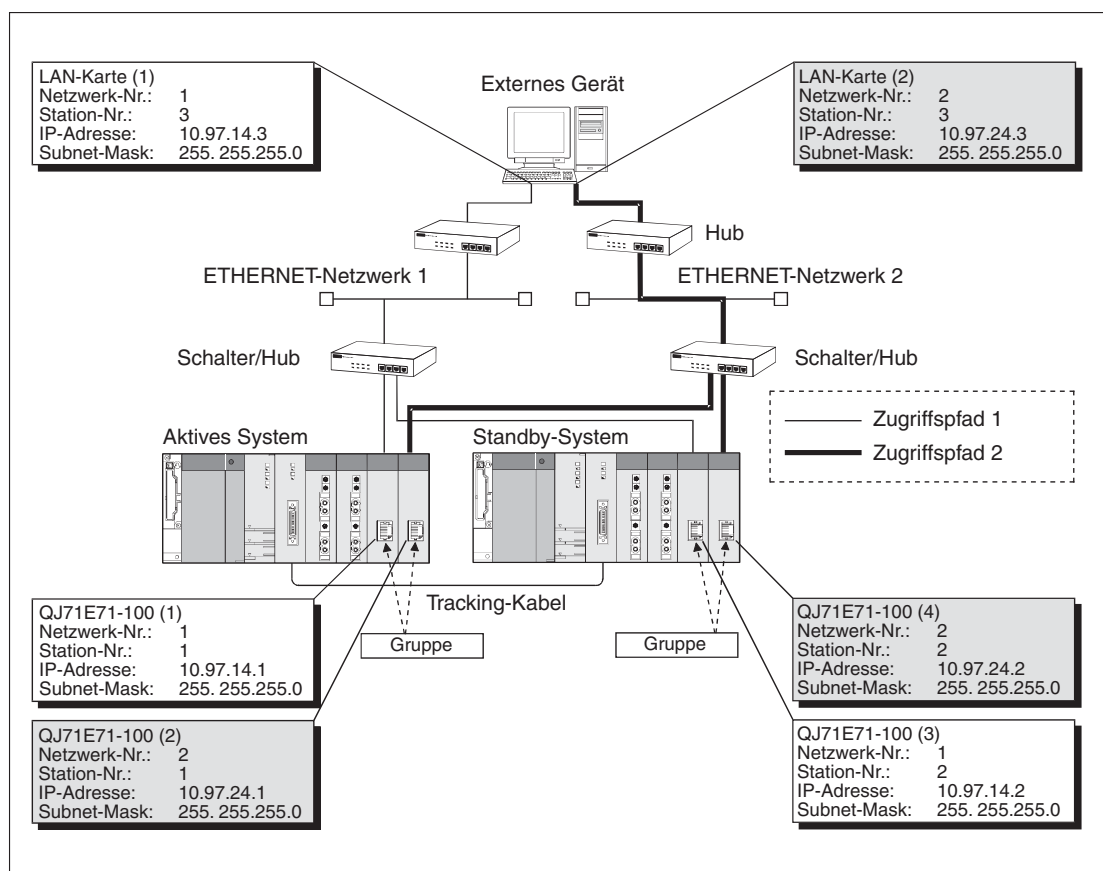 LAN-Karte (1)
Netzwerk-Nr.: 1
Station-Nr.: 3
IP-Adresse: 10.97.14.3
Subnet-Mask: 255. 255.255.0
Externes Gerät
LAN-Karte (2)
Netzwerk-Nr.: 2
Station-Nr.: 3
IP-Adresse: 10.97.24.3
Subnet-Mask: 255. 255.255.0
Hub
ETHERNET-Netzwerk 1
ETHERNET-Netzwerk 2
Schalter/Hub
Schalter/Hub
Zugriffspfad 1
Zugriffspfad 2
Aktives System
Standby-System
Tracking-Kabel
Gruppe
Gruppe
QJ71E71-100 (1)
Netzwerk-Nr.: 1
Station-Nr.: 1
IP-Adresse: 10.97.14.1
Subnet-Mask: 255. 255.255.0
QJ71E71-100 (4)
Netzwerk-Nr.: 2
Station-Nr.: 2
IP-Adresse: 10.97.24.2
Subnet-Mask: 255. 255.255.0
QJ71E71-100 (2)
Netzwerk-Nr.: 2
Station-Nr.: 1
IP-Adresse: 10.97.24.1
Subnet-Mask: 255. 255.255.0
QJ71E71-100 (3)
Netzwerk-Nr.: 1
Station-Nr.: 2
IP-Adresse: 10.97.14.2
Subnet-Mask: 255. 255.255.0